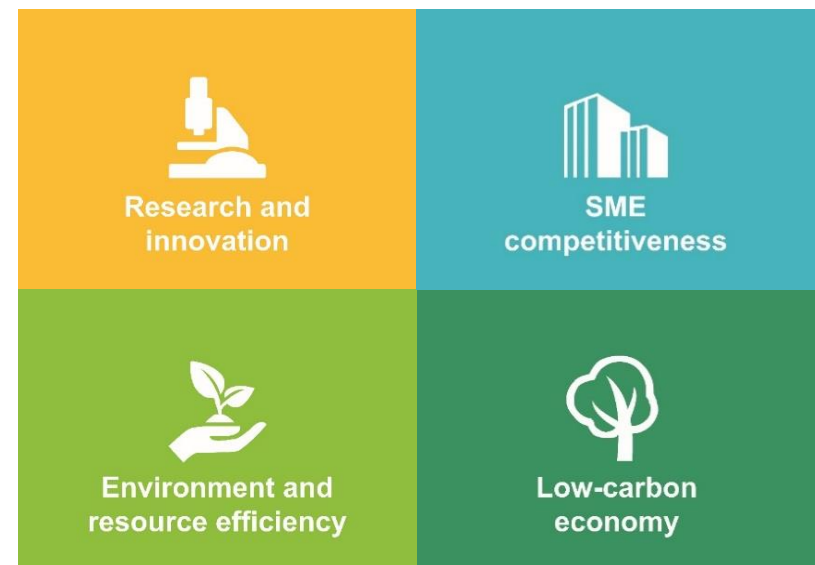 Research and
innovation
SME
competitiveness
Environment and
resource efficiency
Low-carbon
economy